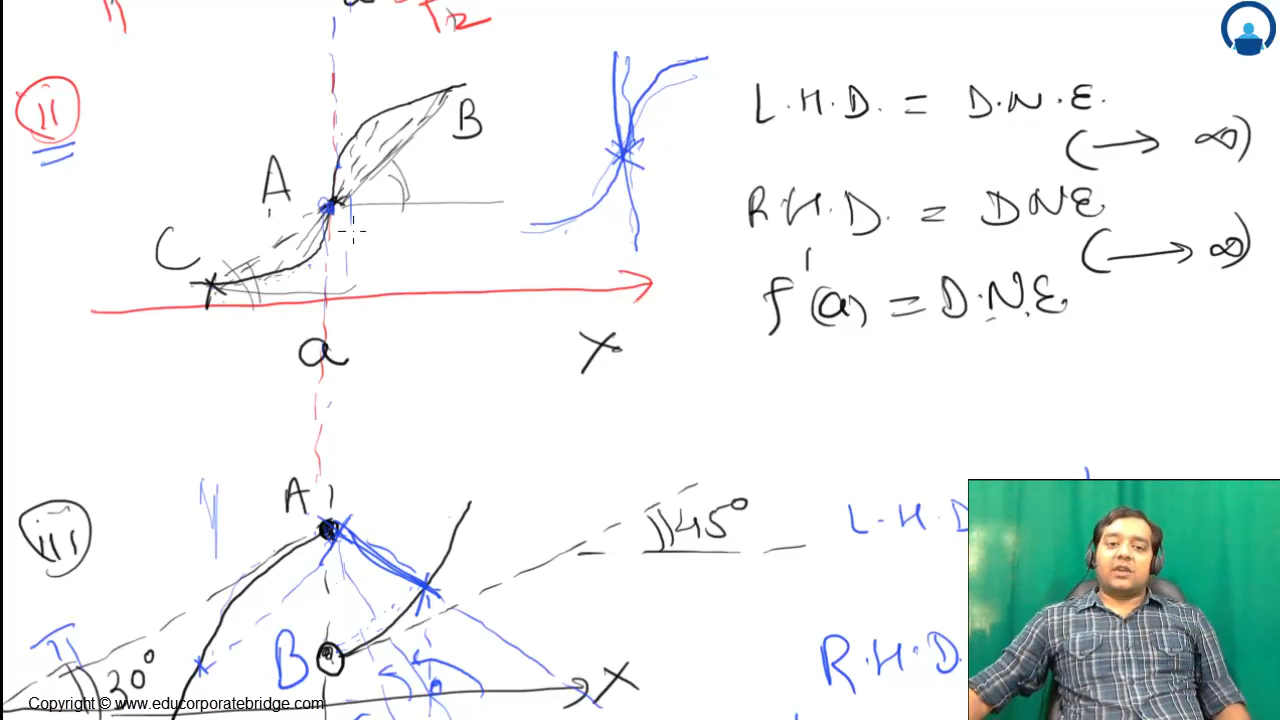 ii
L.H.D. = D.N.E.
(→ ∞)
B
A
R.H.D. = DNE
(→ ∞)
C
f'(a) = D.N.E
a
X
iii
A
45°
L.H.D
B
R.H.D.
30°
X
Copyright © www.educorporatebridge.com